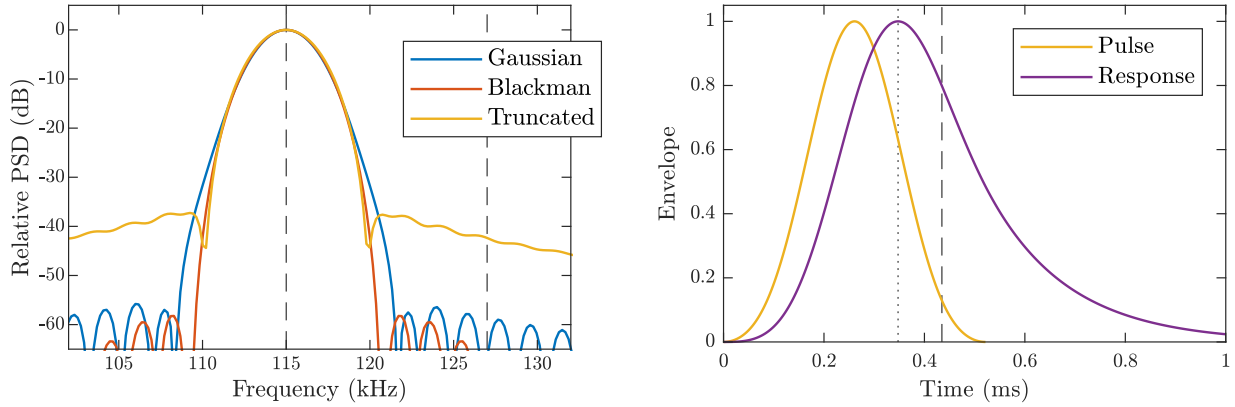 0
-10
-20
-30
-40
-50
-60
Relative PSD (dB)
105 110 115 120 125 130
Frequency (kHz)
Gaussian
Blackman
Truncated
1
0.8
0.6
0.4
0.2
0
Envelope
0 0.2 0.4 0.6 0.8 1
Time (ms)
Pulse
Response